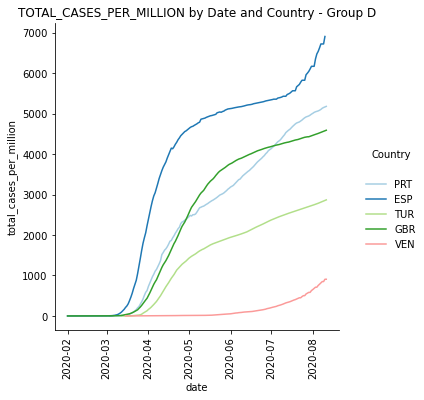 TOTAL_CASES_PER_MILLION by Date and Country - Group D
total_cases_per_million
7000
6000
5000
4000
3000
2000
1000
0
2020-02
2020-03
2020-04
2020-05
2020-06
2020-07
2020-08
date
Country
PRT
ESP
TUR
GBR
VEN